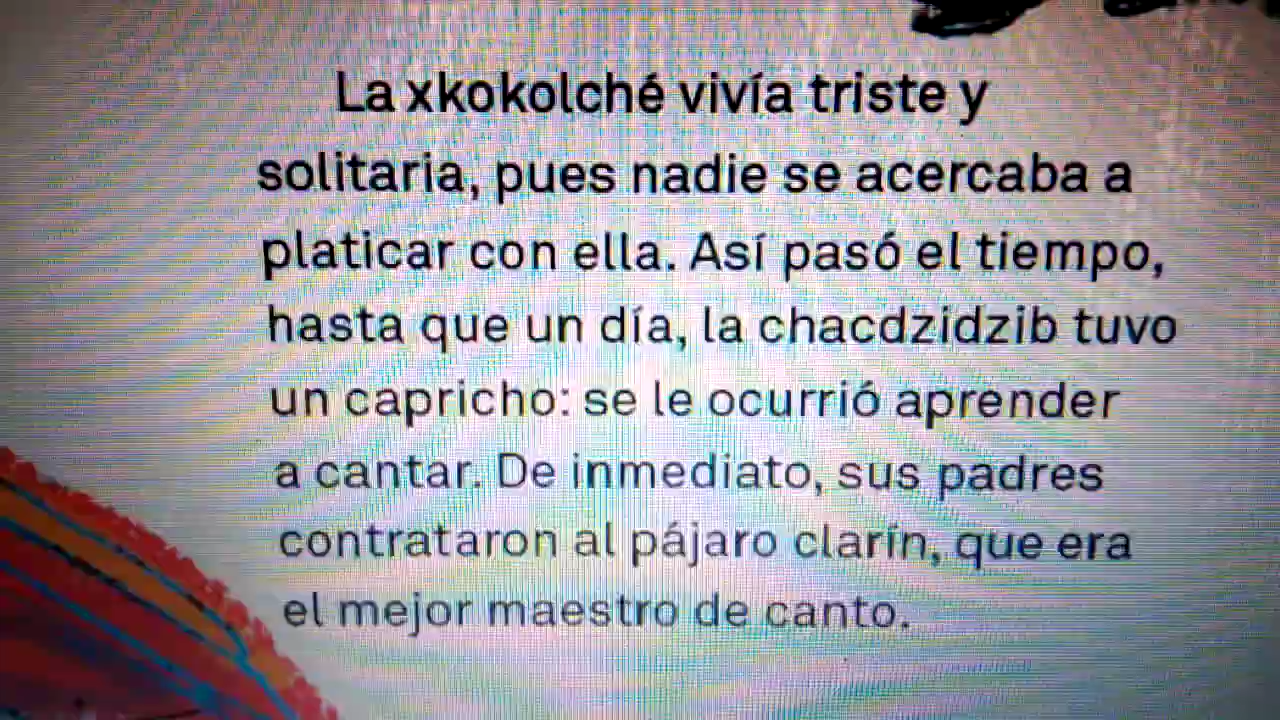 La xkokolché vivía triste y
solitaria, pues nadie se acercaba a
platicar con ella. Así pasó el tiempo,
hasta que un día, la chacdzidzib tuvo
un capricho: se le ocurrió aprender
a cantar. De inmediato, sus padres
contrataron al pájaro clarín, que era
el mejor maestro de canto.